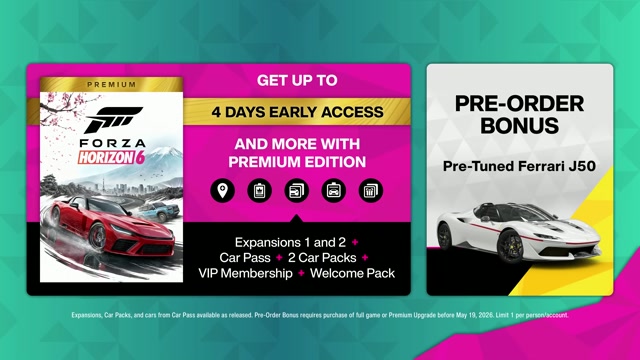 PREMIUM
FORZA
HORIZON 6
GET UP TO
4 DAYS EARLY ACCESS
AND MORE WITH
PREMIUM EDITION
Expansions 1 and 2 +
Car Pass + 2 Car Packs +
VIP Membership + Welcome Pack
PRE-ORDER
BONUS
Pre-Tuned Ferrari J50
Expansions, Car Packs, and cars from Car Pass available as released. Pre-Order Bonus requires purchase of full game or Premium Upgrade before May 19, 2026. Limit 1 per person/account.